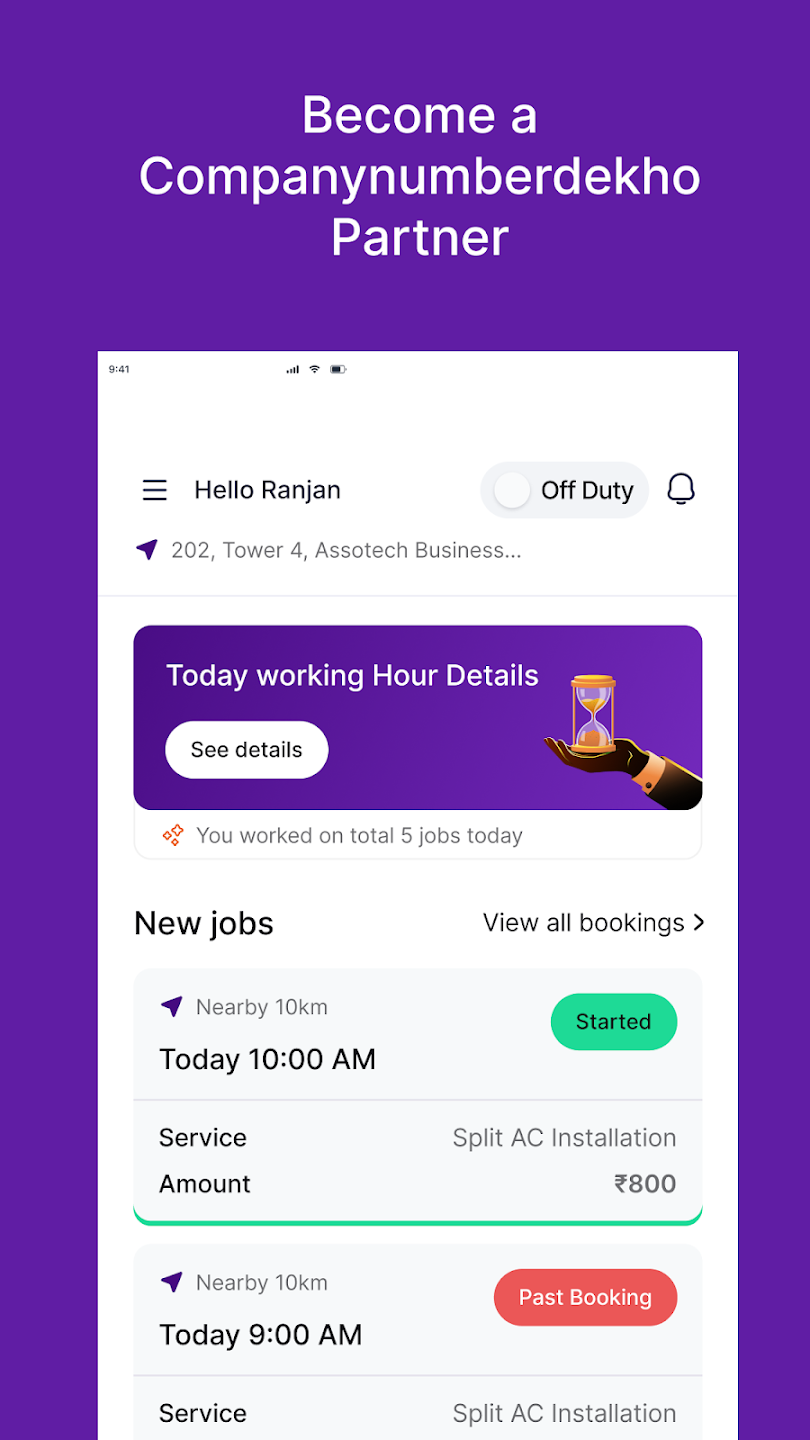 Become a
Companynumberdekho
Partner
9:41
Hello Ranjan
Off Duty
202, Tower 4, Assotech Business...
Today working Hour Details
See details
You worked on total 5 jobs today
New jobs
View all bookings
Nearby 10km
Started
Today 10:00 AM
Service
Split AC Installation
Amount
₹800
Nearby 10km
Past Booking
Today 9:00 AM
Service
Split AC Installation